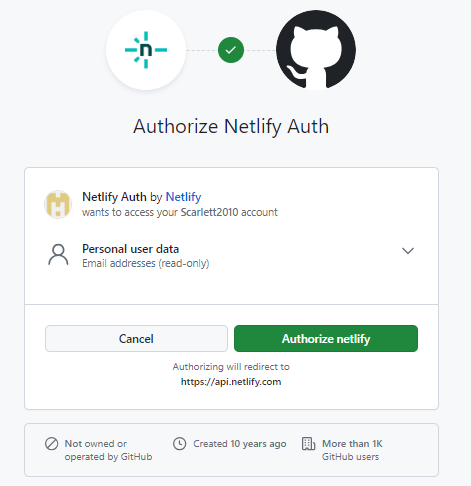 n
Authorize Netlify Auth
Netlify Auth by Netlify
wants to access your Scarlett2010 account
Personal user data
Email addresses (read-only)
Cancel
Authorize netlify
Authorizing will redirect to
https://api.netlify.com
Not owned or
operated by GitHub
Created 10 years ago
More than 1K
GitHub users